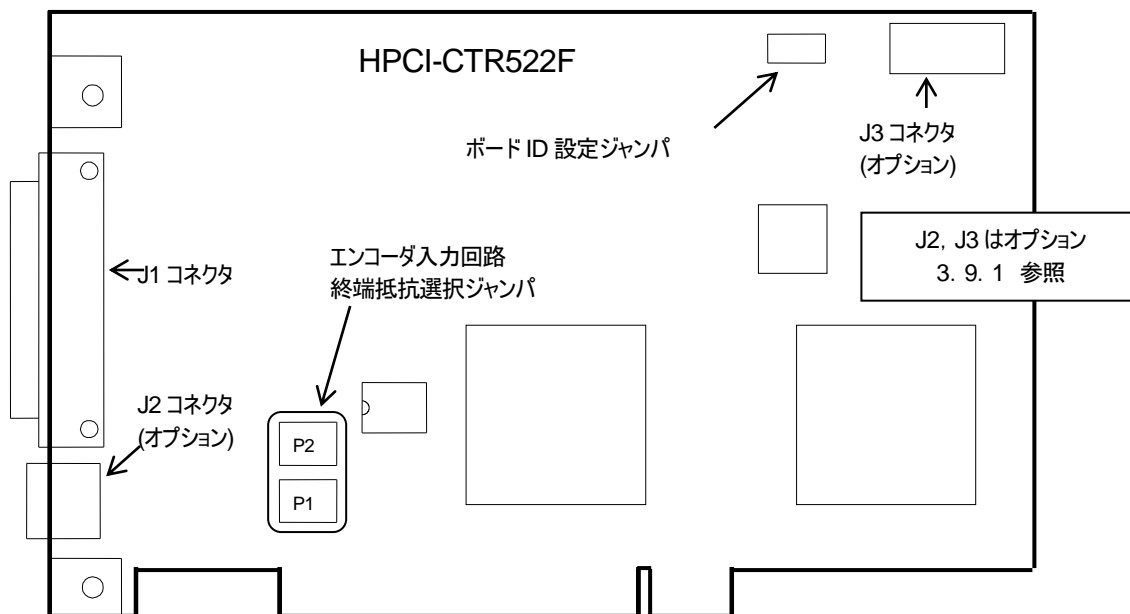 HPCI-CTR522F
ボード ID 設定ジャンパ
J3 コネクタ
(オプション)
J2, J3 はオプション
3. 9. 1 参照
エンコーダ入力回路
終端抵抗選択ジャンパ
J1 コネクタ
J2 コネクタ
(オプション)
P2
P1